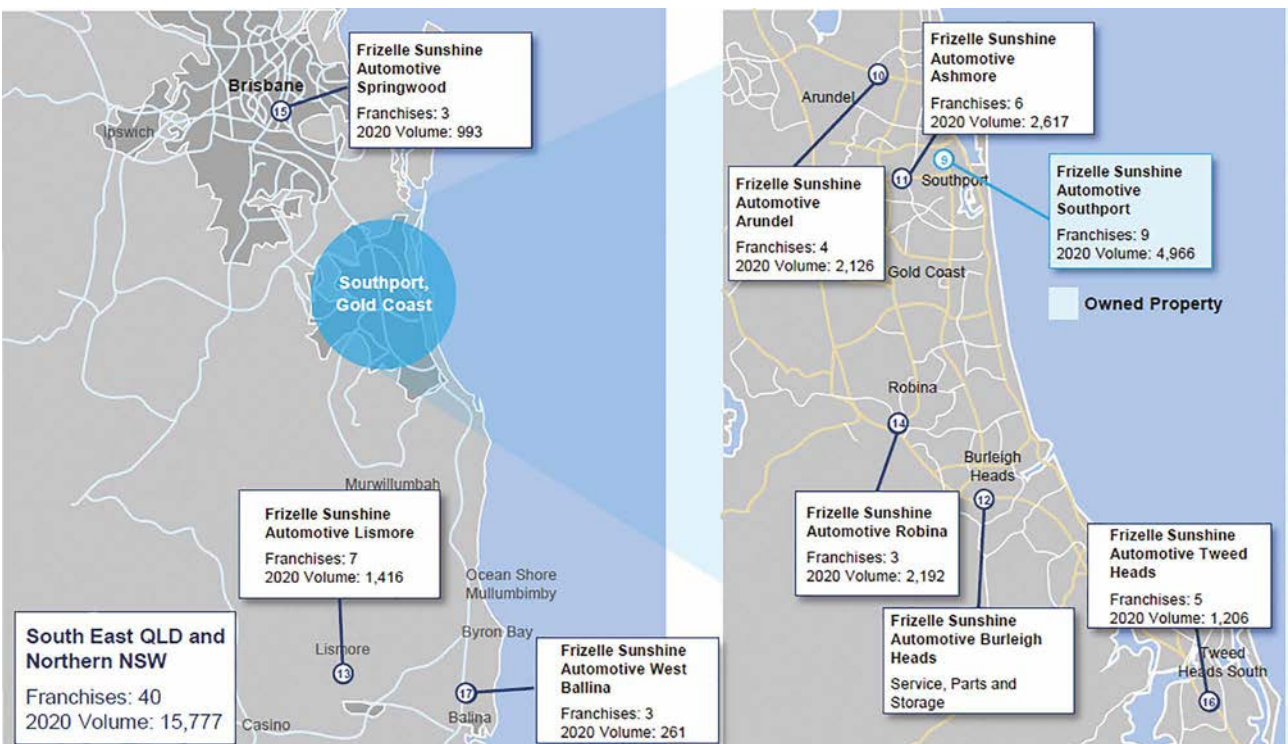 Brisbane
15
Ipswich
Frizelle Sunshine
Automotive
Springwood
Franchises: 3
2020 Volume: 993
Southport,
Gold Coast
Murwillumbah
Frizelle Sunshine
Automotive Lismore
Franchises: 7
2020 Volume: 1,416
Ocean Shore
Mullumbimby
Byron Bay
Lismore
13
South East QLD and
Northern NSW
Franchises: 40
2020 Volume: 15,777
Casino
17
Balina
Frizelle Sunshine
Automotive West
Ballina
Franchises: 3
2020 Volume: 261
10
Arundel
Frizelle Sunshine
Automotive
Ashmore
Franchises: 6
2020 Volume: 2,617
Frizelle Sunshine
Automotive
Arundel
Franchises: 4
2020 Volume: 2,126
11
9
Southport
Frizelle Sunshine
Automotive
Southport
Franchises: 9
2020 Volume: 4,966
Gold Coast
Owned Property
Robina
14
Burleigh
Heads
12
Frizelle Sunshine
Automotive Robina
Franchises: 3
2020 Volume: 2,192
Frizelle Sunshine
Automotive Burleigh
Heads
Service, Parts and
Storage
Frizelle Sunshine
Automotive Tweed
Heads
Franchises: 5
2020 Volume: 1,206
Tweed
Heads South
16